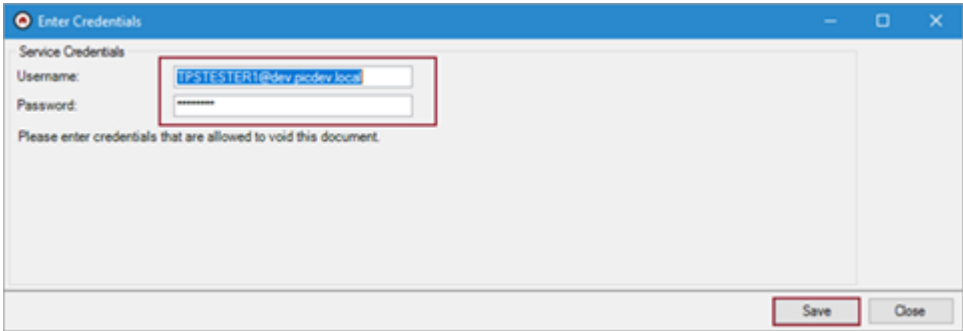 Enter Credentials
Service Credentials
Username: TPSTESTER1@dev.picdev.local
Password: ********
Please enter credentials that are allowed to void this document.
Save Close